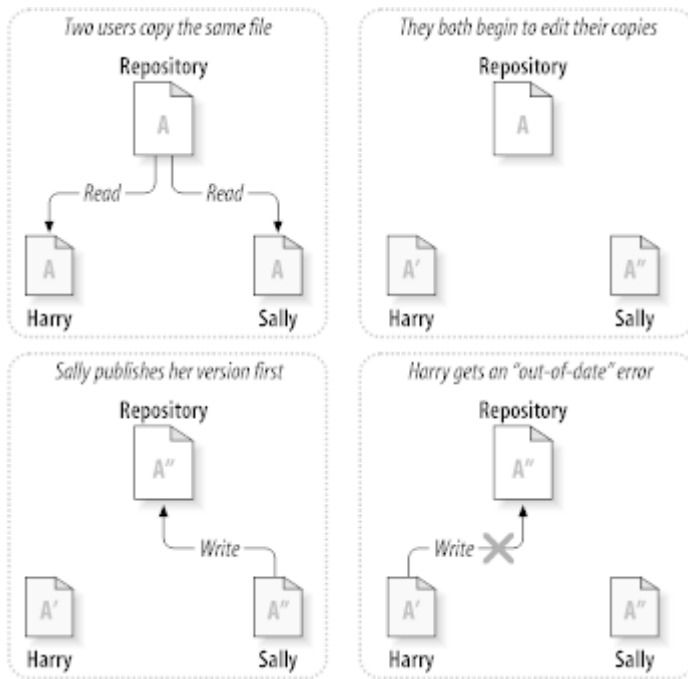 Two users copy the same file
Repository
A
Read Read
A A
Harry Sally
They both begin to edit their copies
Repository
A
A′ A″
Harry Sally
Sally publishes her version first
Repository
A″
Write
A′ A″
Harry Sally
Harry gets an “out-of-date” error
Repository
A″
Write
A′ A″
Harry Sally